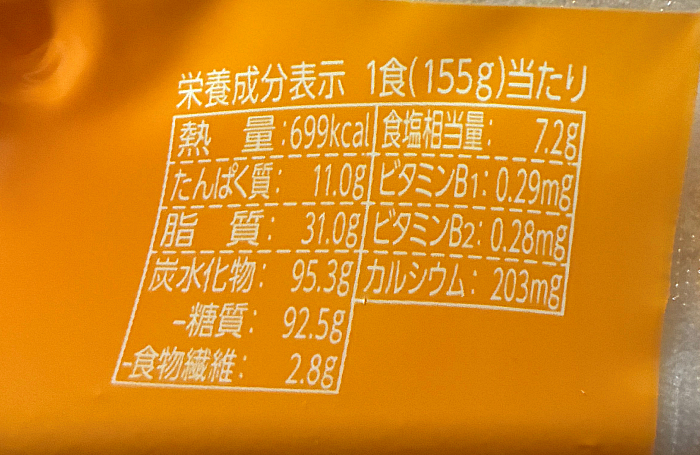 栄養成分表示 1食(155g)当たり
熱 量:699kcal
たんぱく質: 11.0g
脂 質: 31.0g
炭水化物: 95.3g
-糖質: 92.5g
-食物繊維: 2.8g
食塩相当量: 7.2g
ビタミンB1: 0.29mg
ビタミンB2: 0.28mg
カルシウム: 203mg